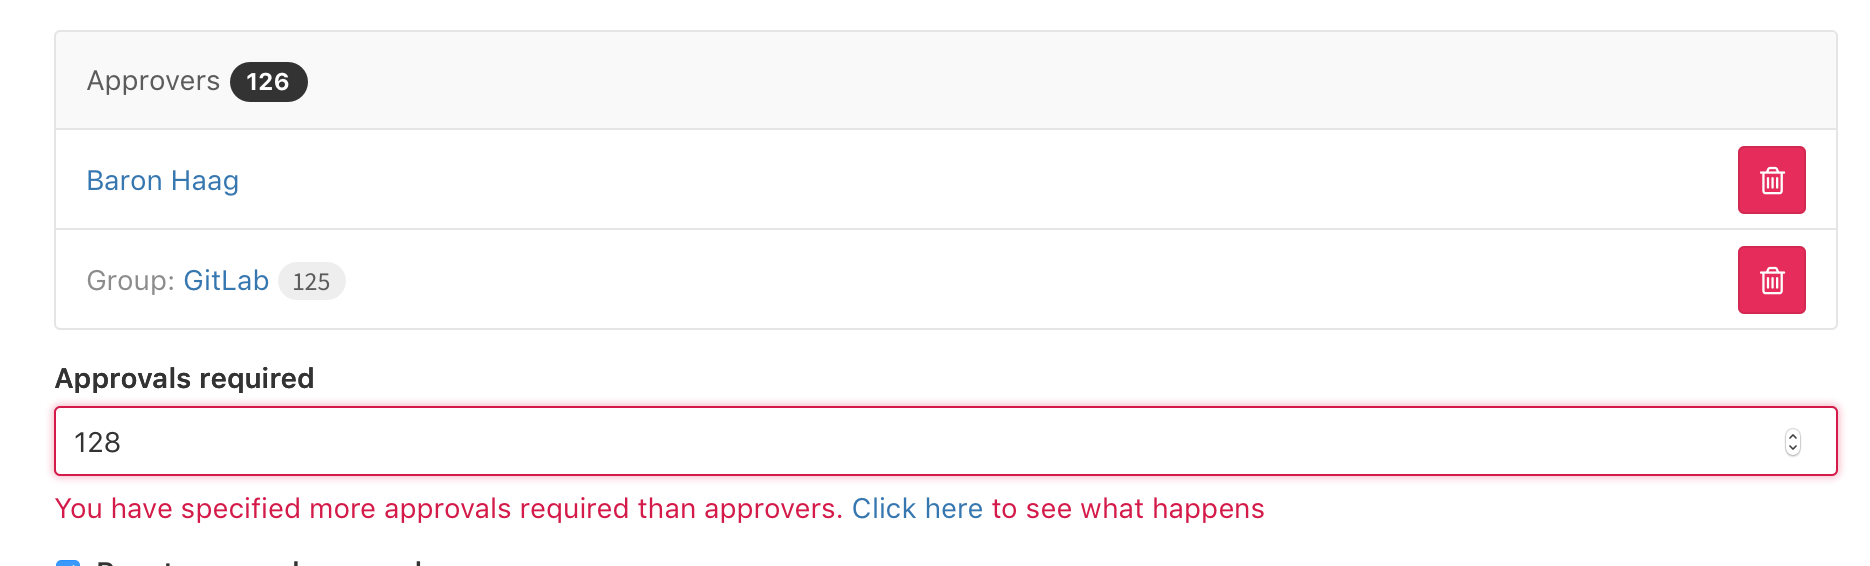 Approvers 126
Baron Haag
Group: GitLab 125
Approvals required
128
You have specified more approvals required than approvers. Click here to see what happens